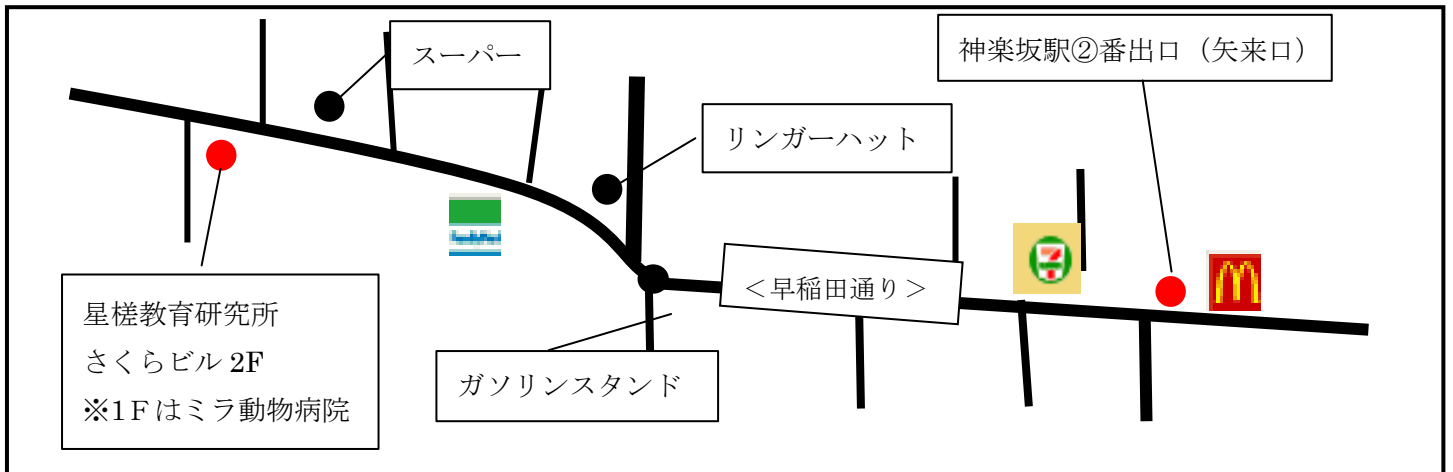 スーパー
神楽坂駅②番出口（矢来口）
リンガーハット
＜早稲田通り＞
星槎教育研究所
さくらビル 2F
※1Ｆはミラ動物病院
ガソリンスタンド